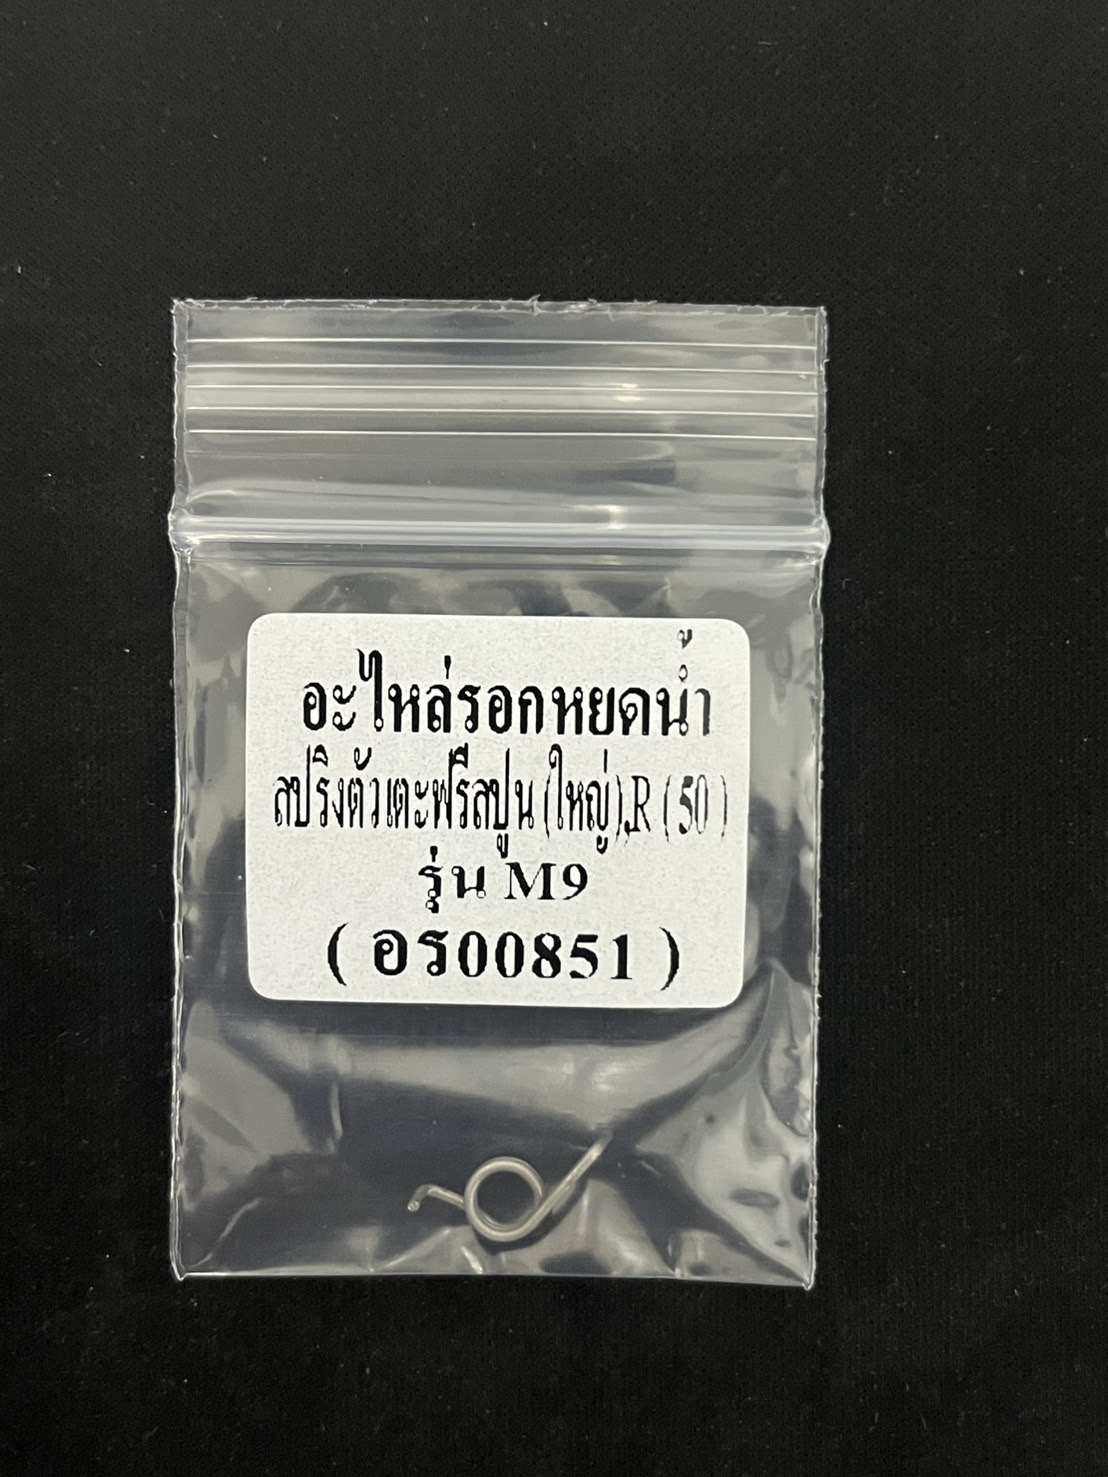 อะไหล่รอกหยดน้ำ
สปริงตัวเตะฟรีสปูน (ใหญ่),R ( 50 )
รุ่น M9
( อร00851 )